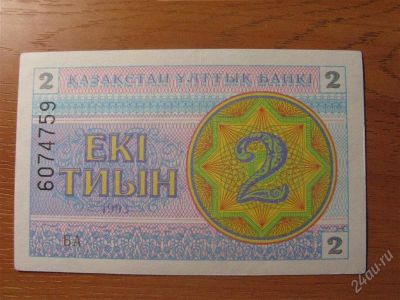 2 ҚАЗАҚСТАН ҰЛТТЫҚ БАНКІ 2
6074759
ЕКІ
ТИЫН
2
1993
БА
2
24au.ru